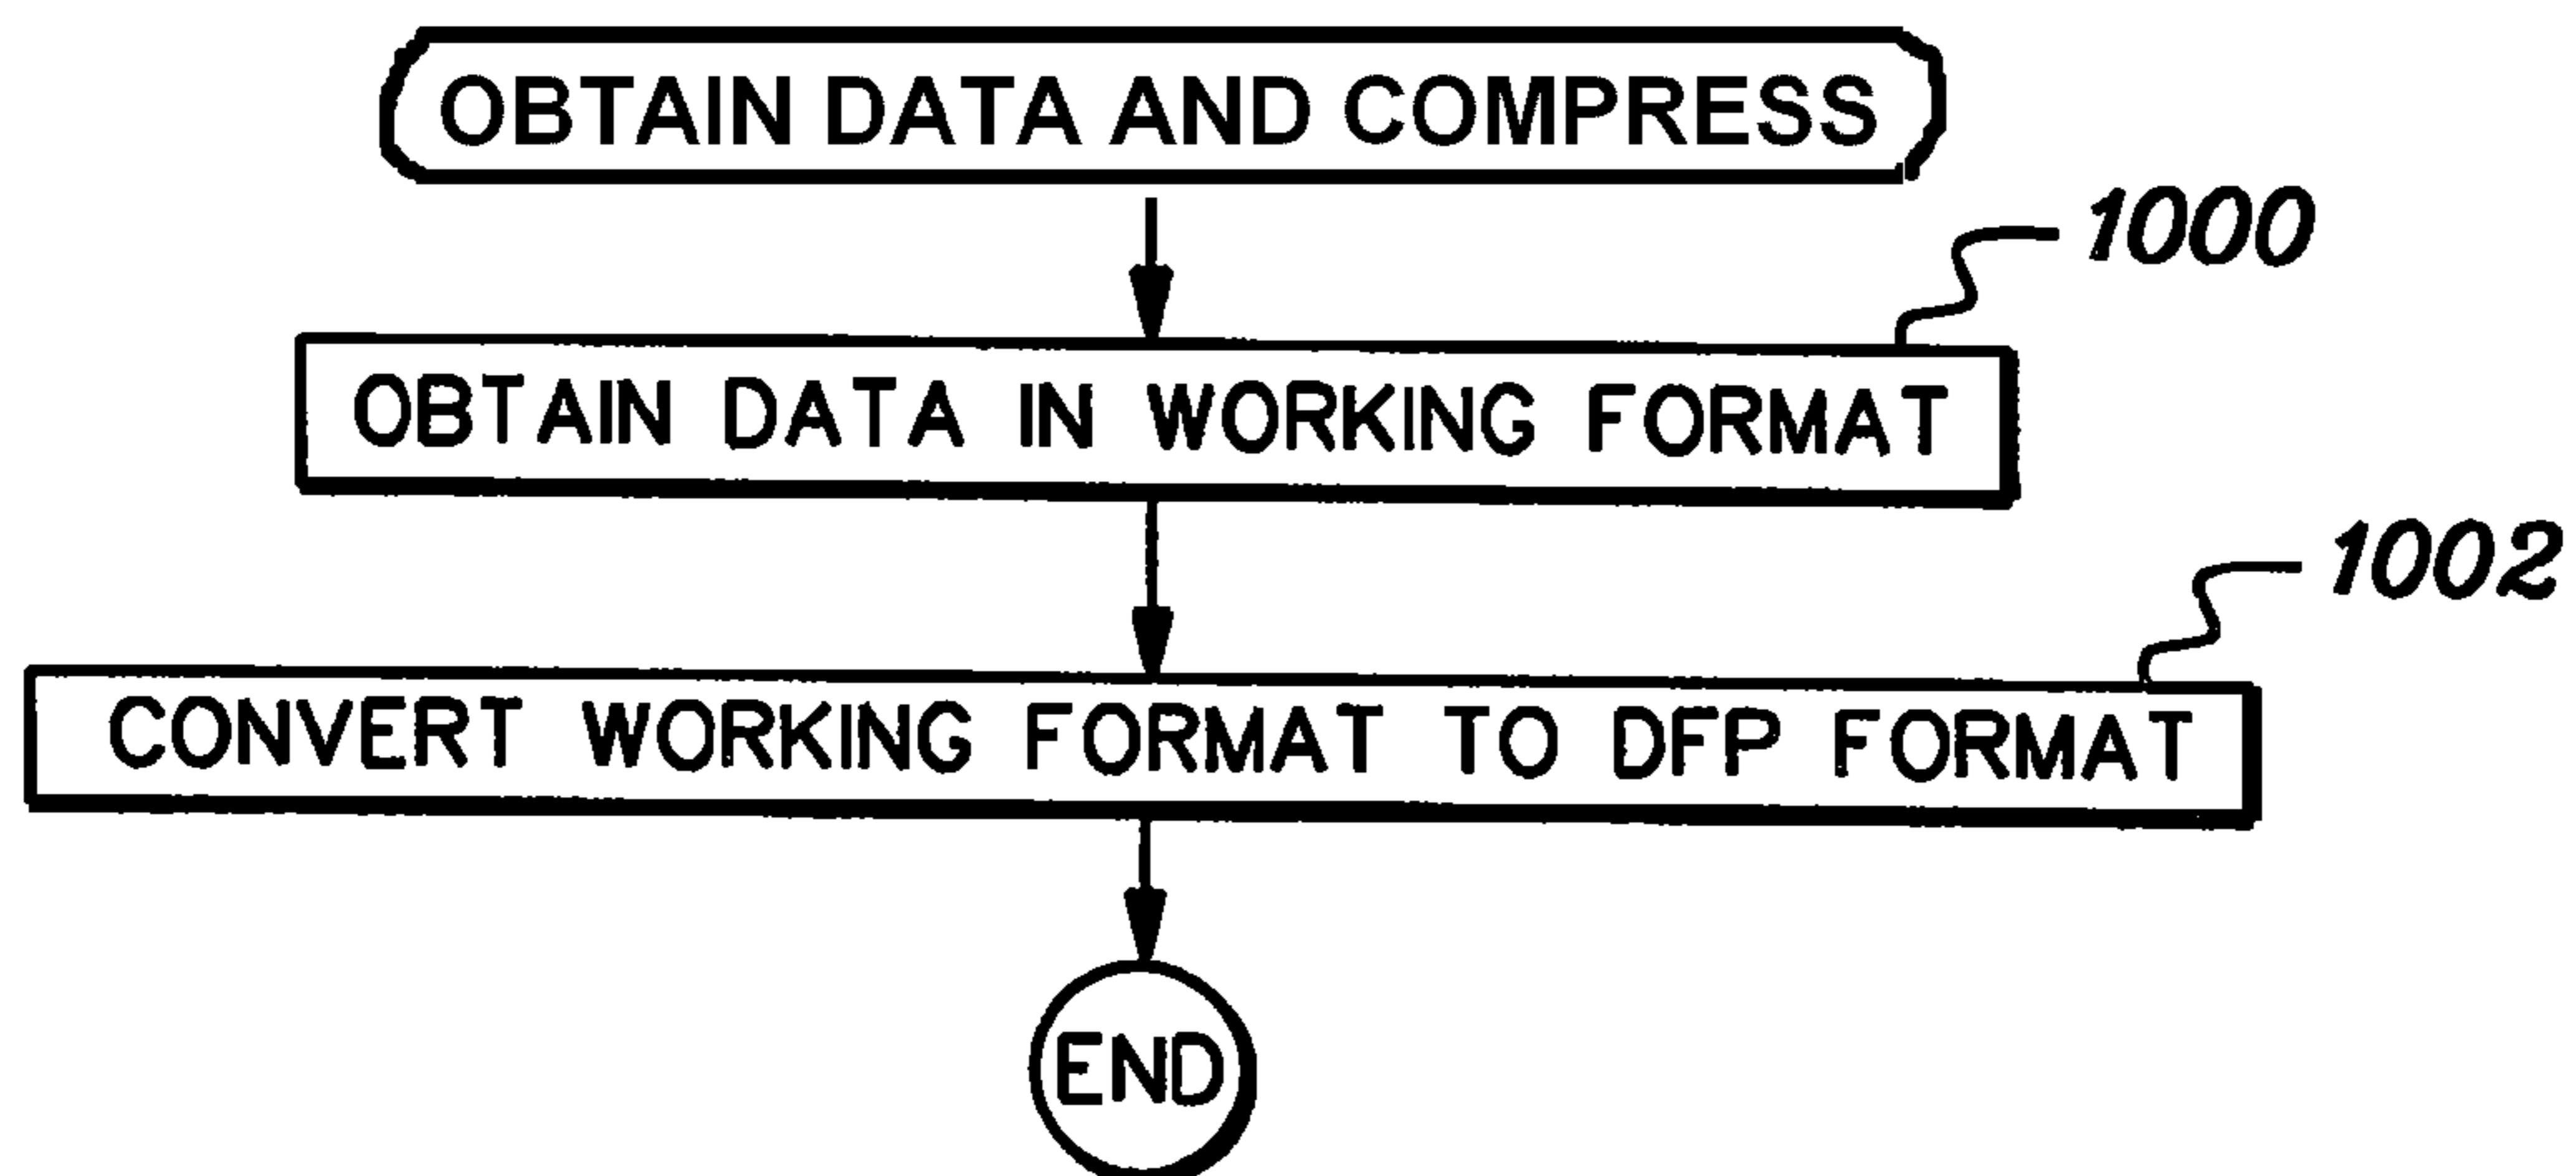 OBTAIN DATA AND COMPRESS
1000
OBTAIN DATA IN WORKING FORMAT
1002
CONVERT WORKING FORMAT TO DFP FORMAT
END